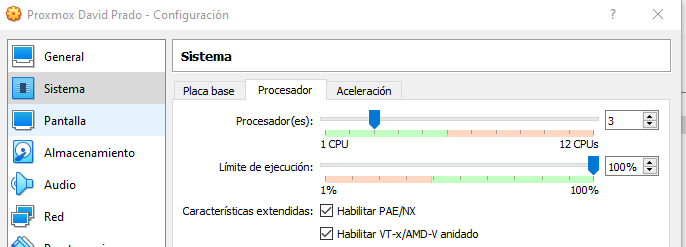 Proxmox David Prado - Configuración
General
Sistema
Pantalla
Almacenamiento
Audio
Red
Sistema
Placa base
Procesador
Aceleración
Procesador(es):
3
1 CPU
12 CPUs
Límite de ejecución:
100%
1%
100%
Características extendidas:
Habilitar PAE/NX
Habilitar VT-x/AMD-V anidado